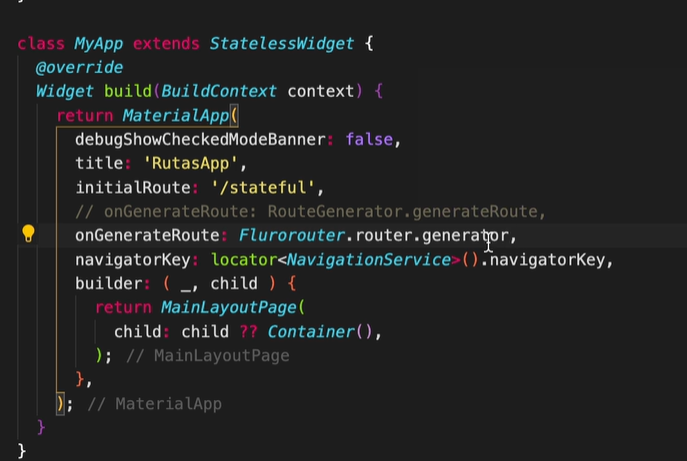 class MyApp extends StatelessWidget {
@override
Widget build(BuildContext context) {
return MaterialApp(
debugShowCheckedModeBanner: false,
title: 'RutasApp',
initialRoute: '/stateful',
// onGenerateRoute: RouteGenerator.generateRoute,
onGenerateRoute: Flurorouter.router.generator,
navigatorKey: locator<NavigationService>().navigatorKey,
builder: ( _, child ) {
return MainLayoutPage(
child: child ?? Container(),
); // MainLayoutPage
},
); // MaterialApp
}
}